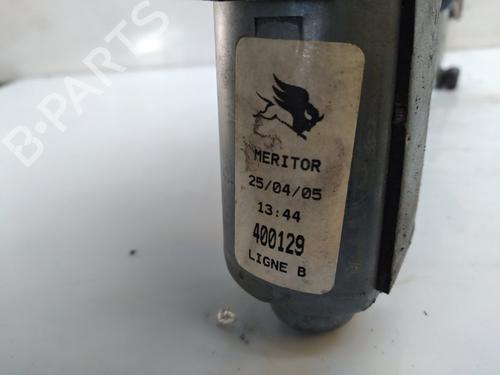 B-PARTS
MERITOR
25/04/05
13:44
400129
LIGNE B